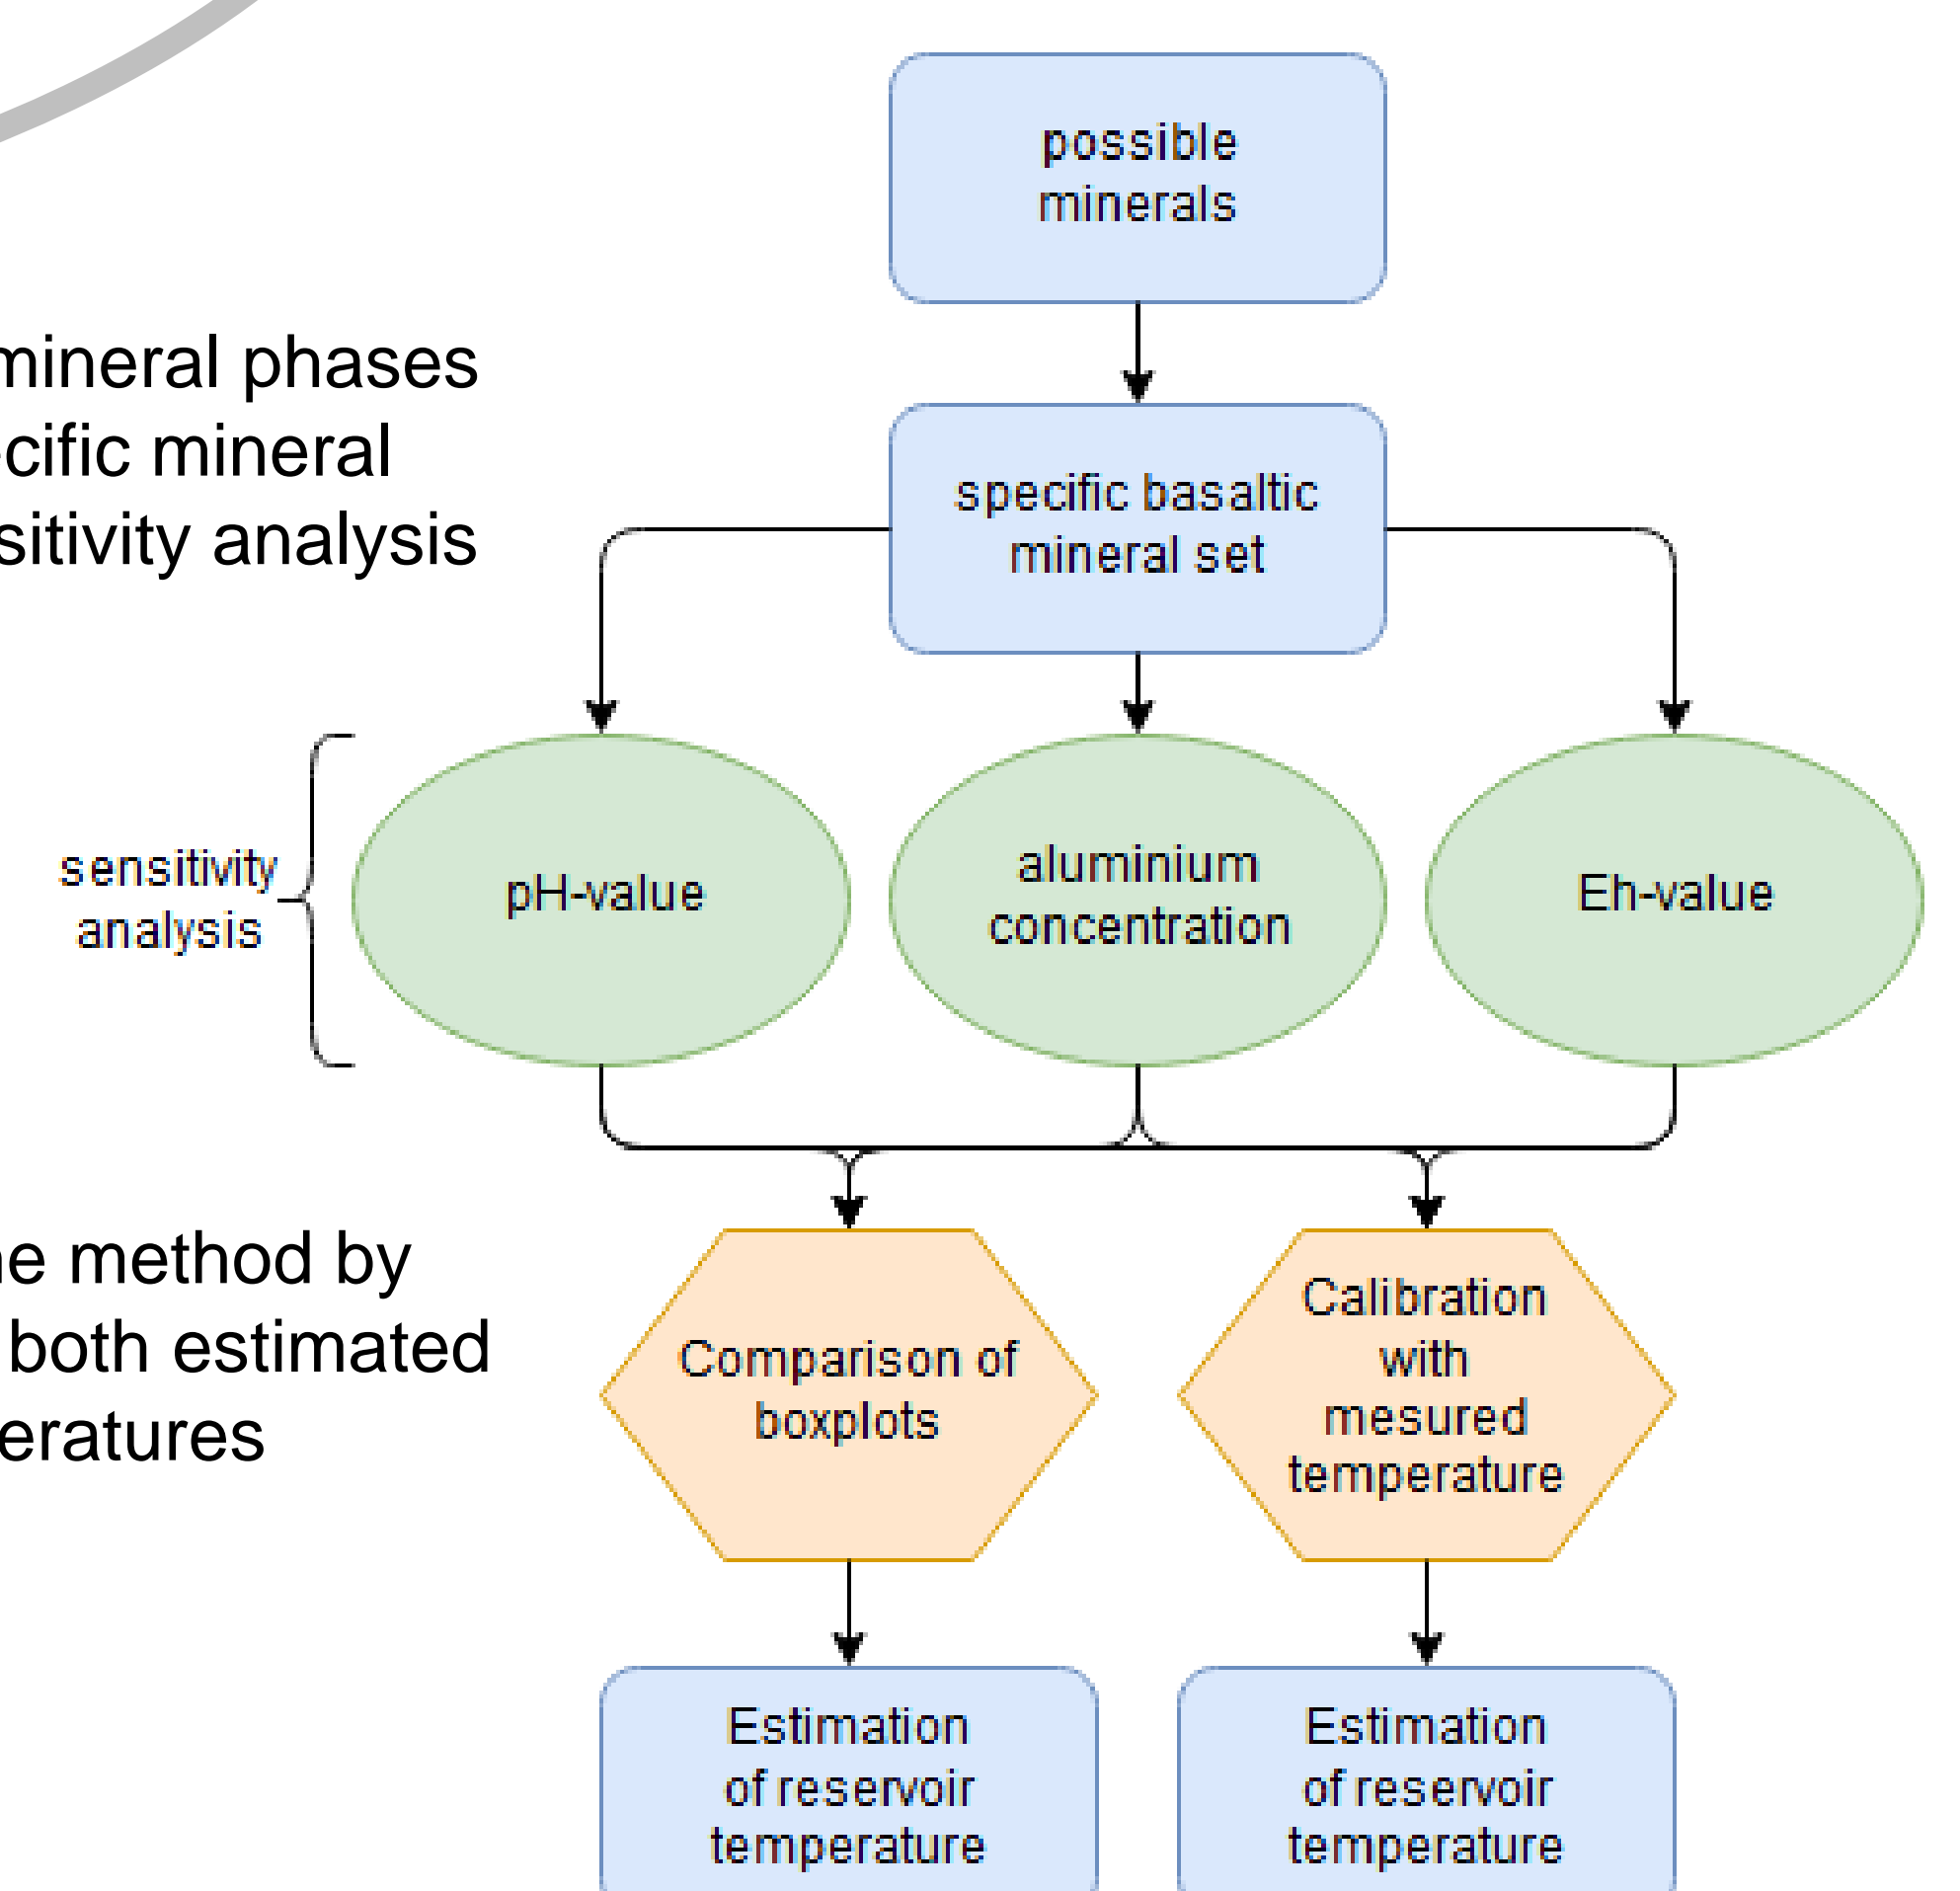 possible
minerals
mineral phases
cific mineral
sitivity analysis
specific basaltic
mineral set
sensitivity
analysis
pH-value
aluminium
concentration
Eh-value
e method by
both estimated
eratures
Comparison of
boxplots
Calibration
with
mesured
temperature
Estimation
of reservoir
temperature
Estimation
of reservoir
temperature